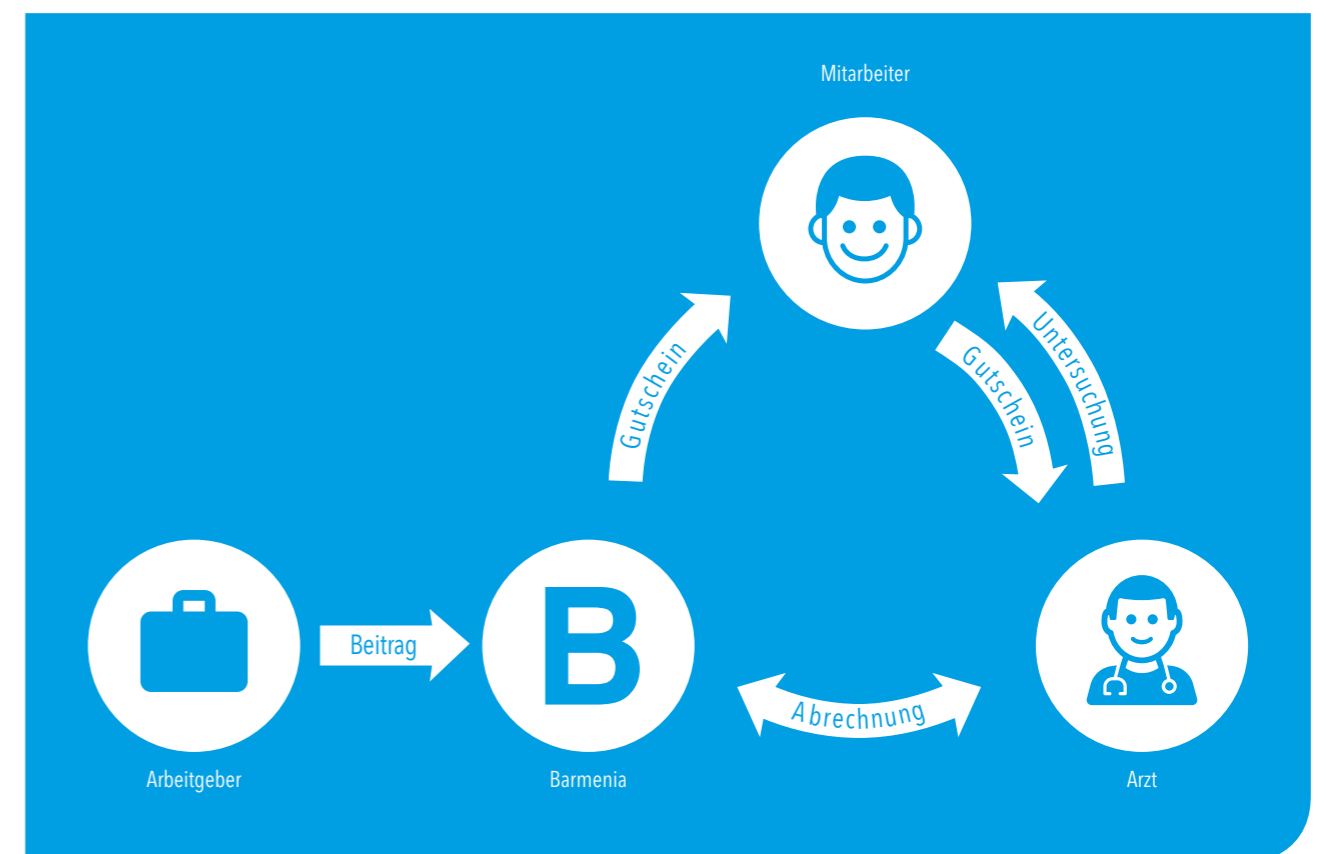 Mitarbeiter
Gutschein
Gutschein
Untersuchung
Beitrag
B
Abrechnung
Arbeitgeber
Barmenia
Arzt